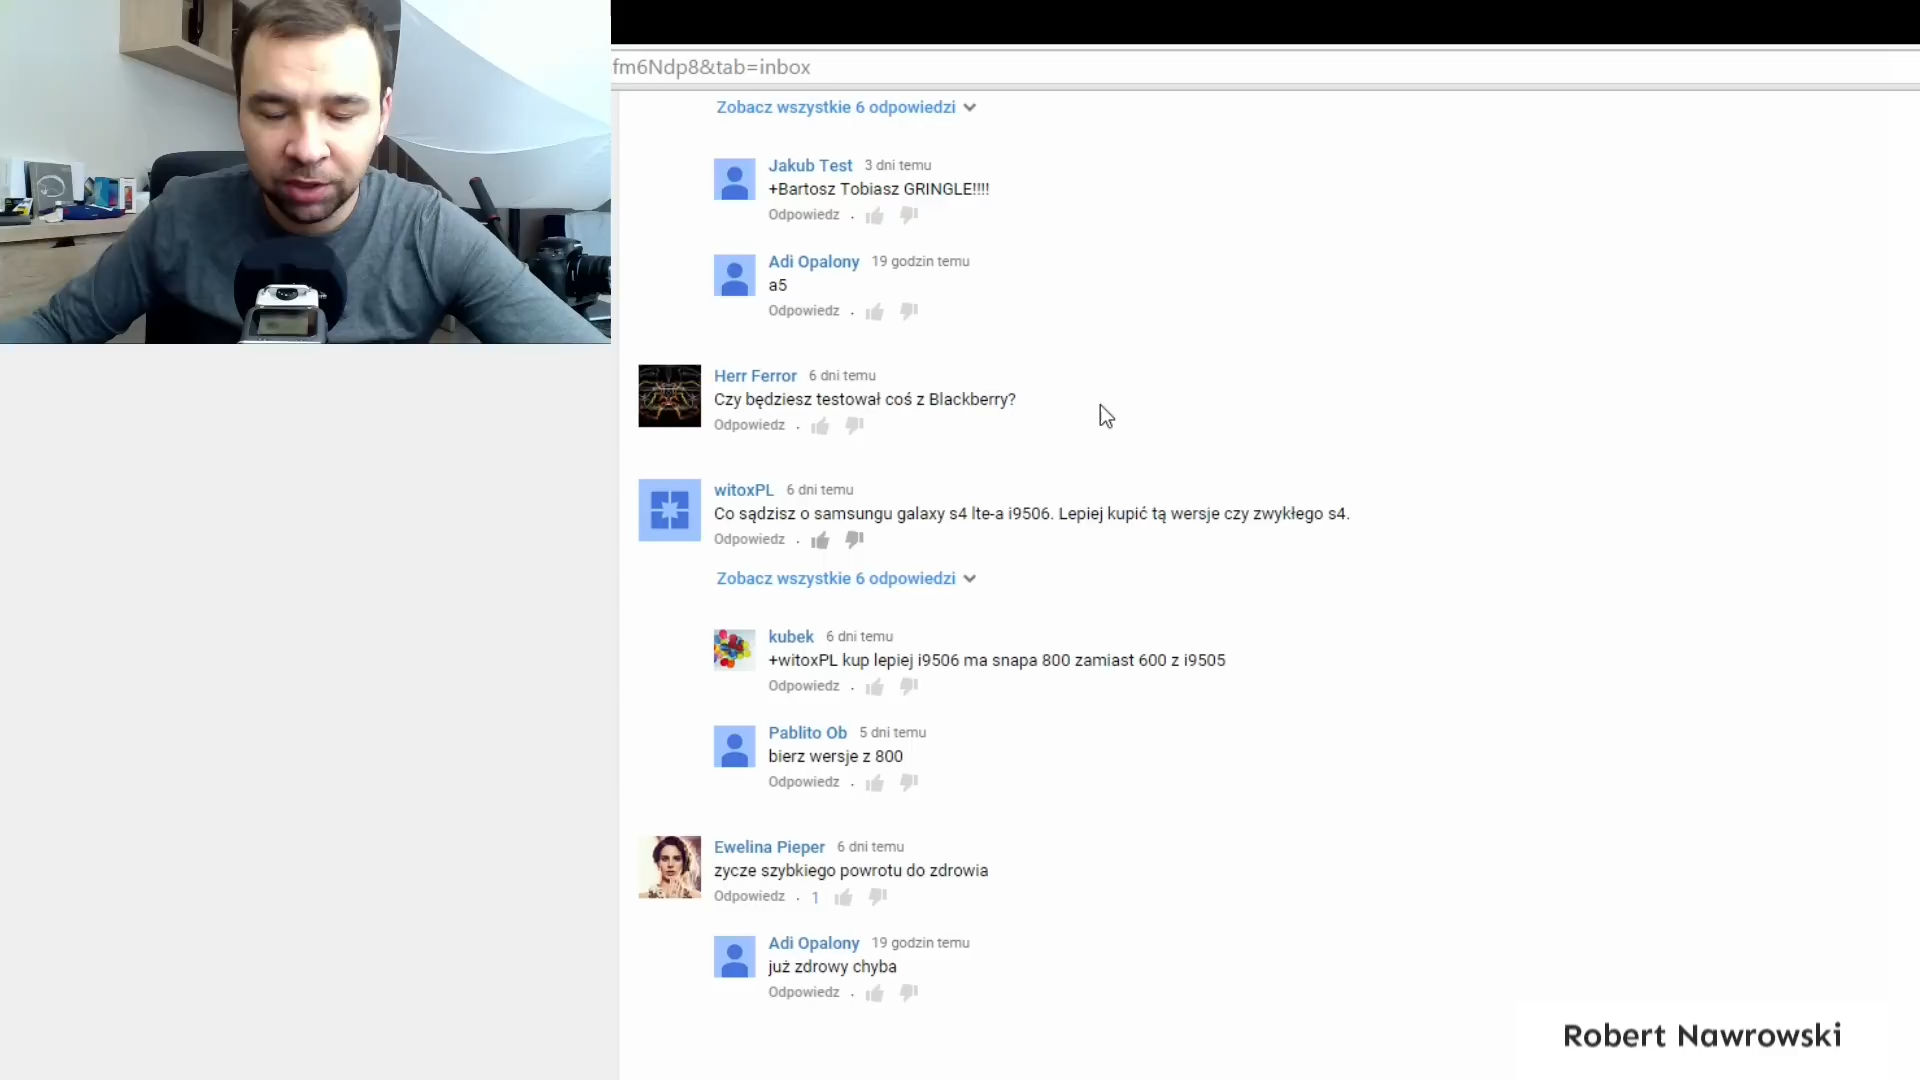 fm6Ndp8&tab=inbox
Zobacz wszystkie 6 odpowiedzi
Jakub Test 3 dni temu
+Bartosz Tobiasz GRINGLE!!!!
Odpowiedz .
Adi Opalony 19 godzin temu
a5
Odpowiedz .
Herr Ferror 6 dni temu
Czy będziesz testował coś z Blackberry?
Odpowiedz .
witoxPL 6 dni temu
Co sądzisz o samsungu galaxy s4 lte-a i9506. Lepiej kupić tą wersje czy zwykłego s4.
Odpowiedz .
Zobacz wszystkie 6 odpowiedzi
kubek 6 dni temu
+witoxPL kup lepiej i9506 ma snapa 800 zamiast 600 z i9505
Odpowiedz .
Pablito Ob 5 dni temu
bierz wersje z 800
Odpowiedz .
Ewelina Pieper 6 dni temu
zycze szybkiego powrotu do zdrowia
Odpowiedz . 1
Adi Opalony 19 godzin temu
już zdrowy chyba
Odpowiedz .
Robert Nawrowski